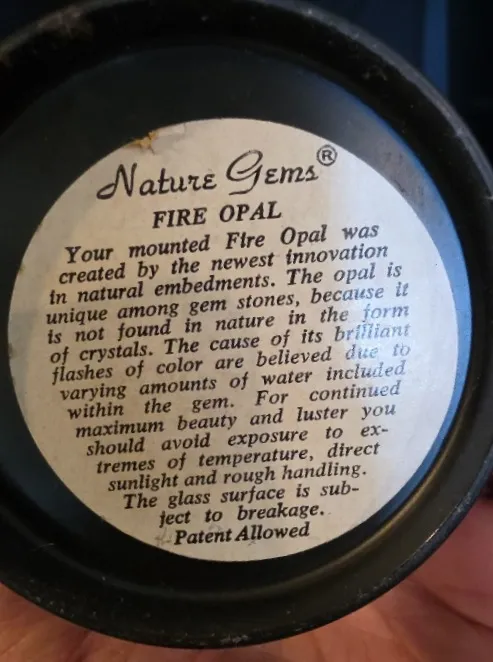 Nature Gems®
FIRE OPAL
Your mounted Fire Opal was
created by the newest innovation
in natural embedments. The opal is
unique among gem stones, because it
is not found in nature in the form
of crystals. The cause of its brilliant
flashes of color are believed due to
varying amounts of water included
within the gem. For continued
maximum beauty and luster you
should avoid exposure to ex-
tremes of temperature, direct
sunlight and rough handling.
The glass surface is sub-
ject to breakage.
Patent Allowed